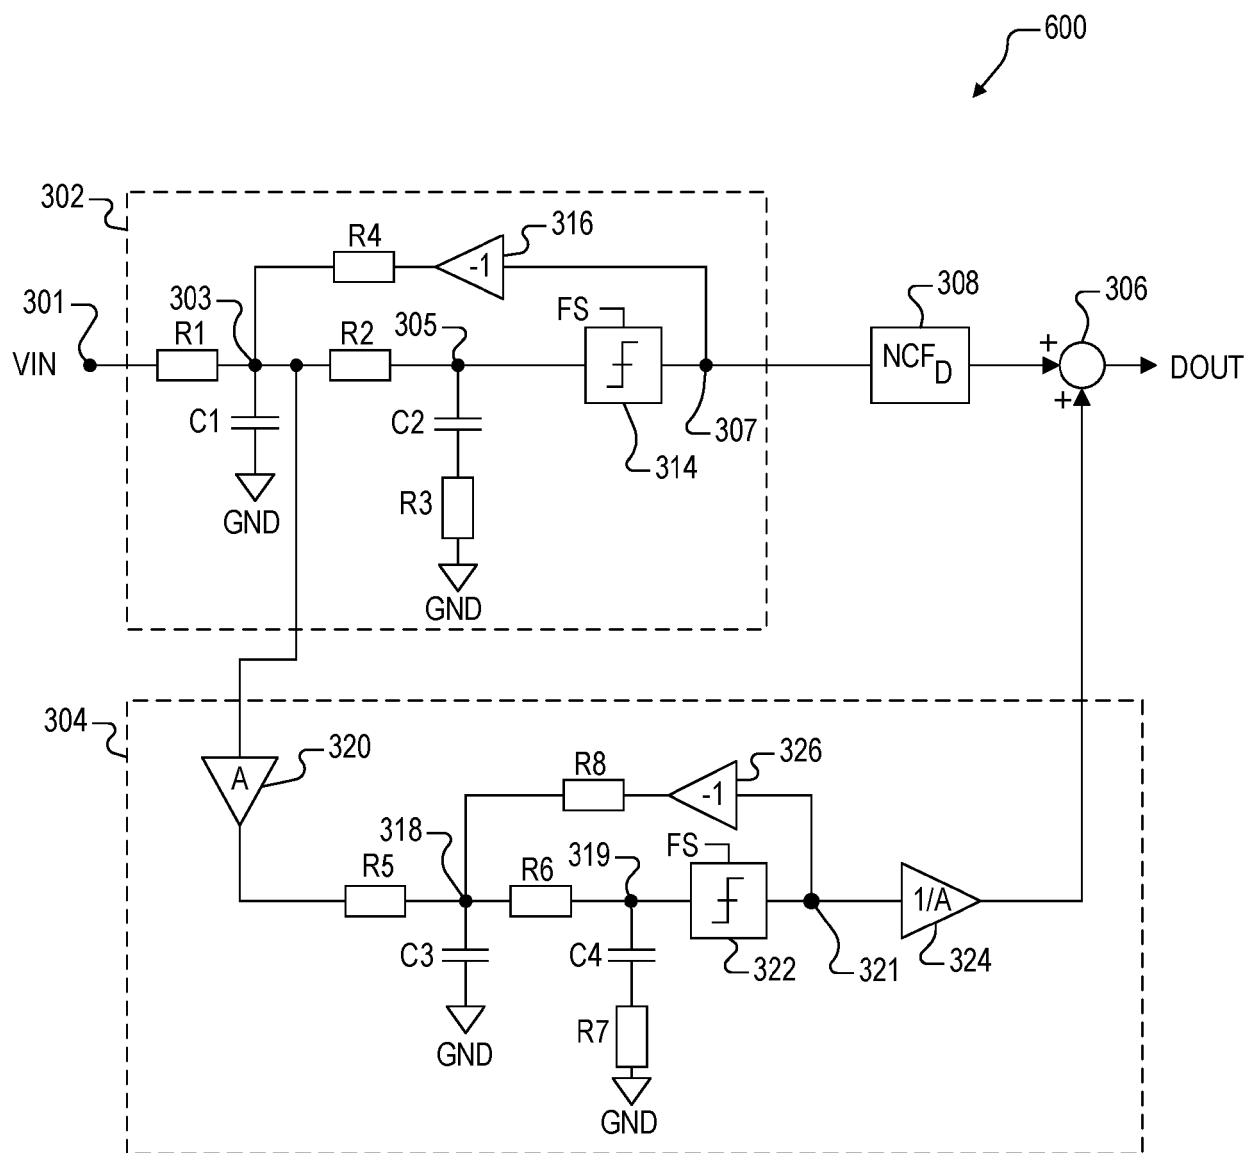 600
302
R4
316
-1
301
303
R1
R2
305
FS
308
306
VIN
NCF D
+
DOUT
+
C1
C2
307
314
R3
GND
GND
304
320
A
R8
326
-1
318
319
FS
R5
R6
1/A
C3
C4
322
321
324
R7
GND
GND